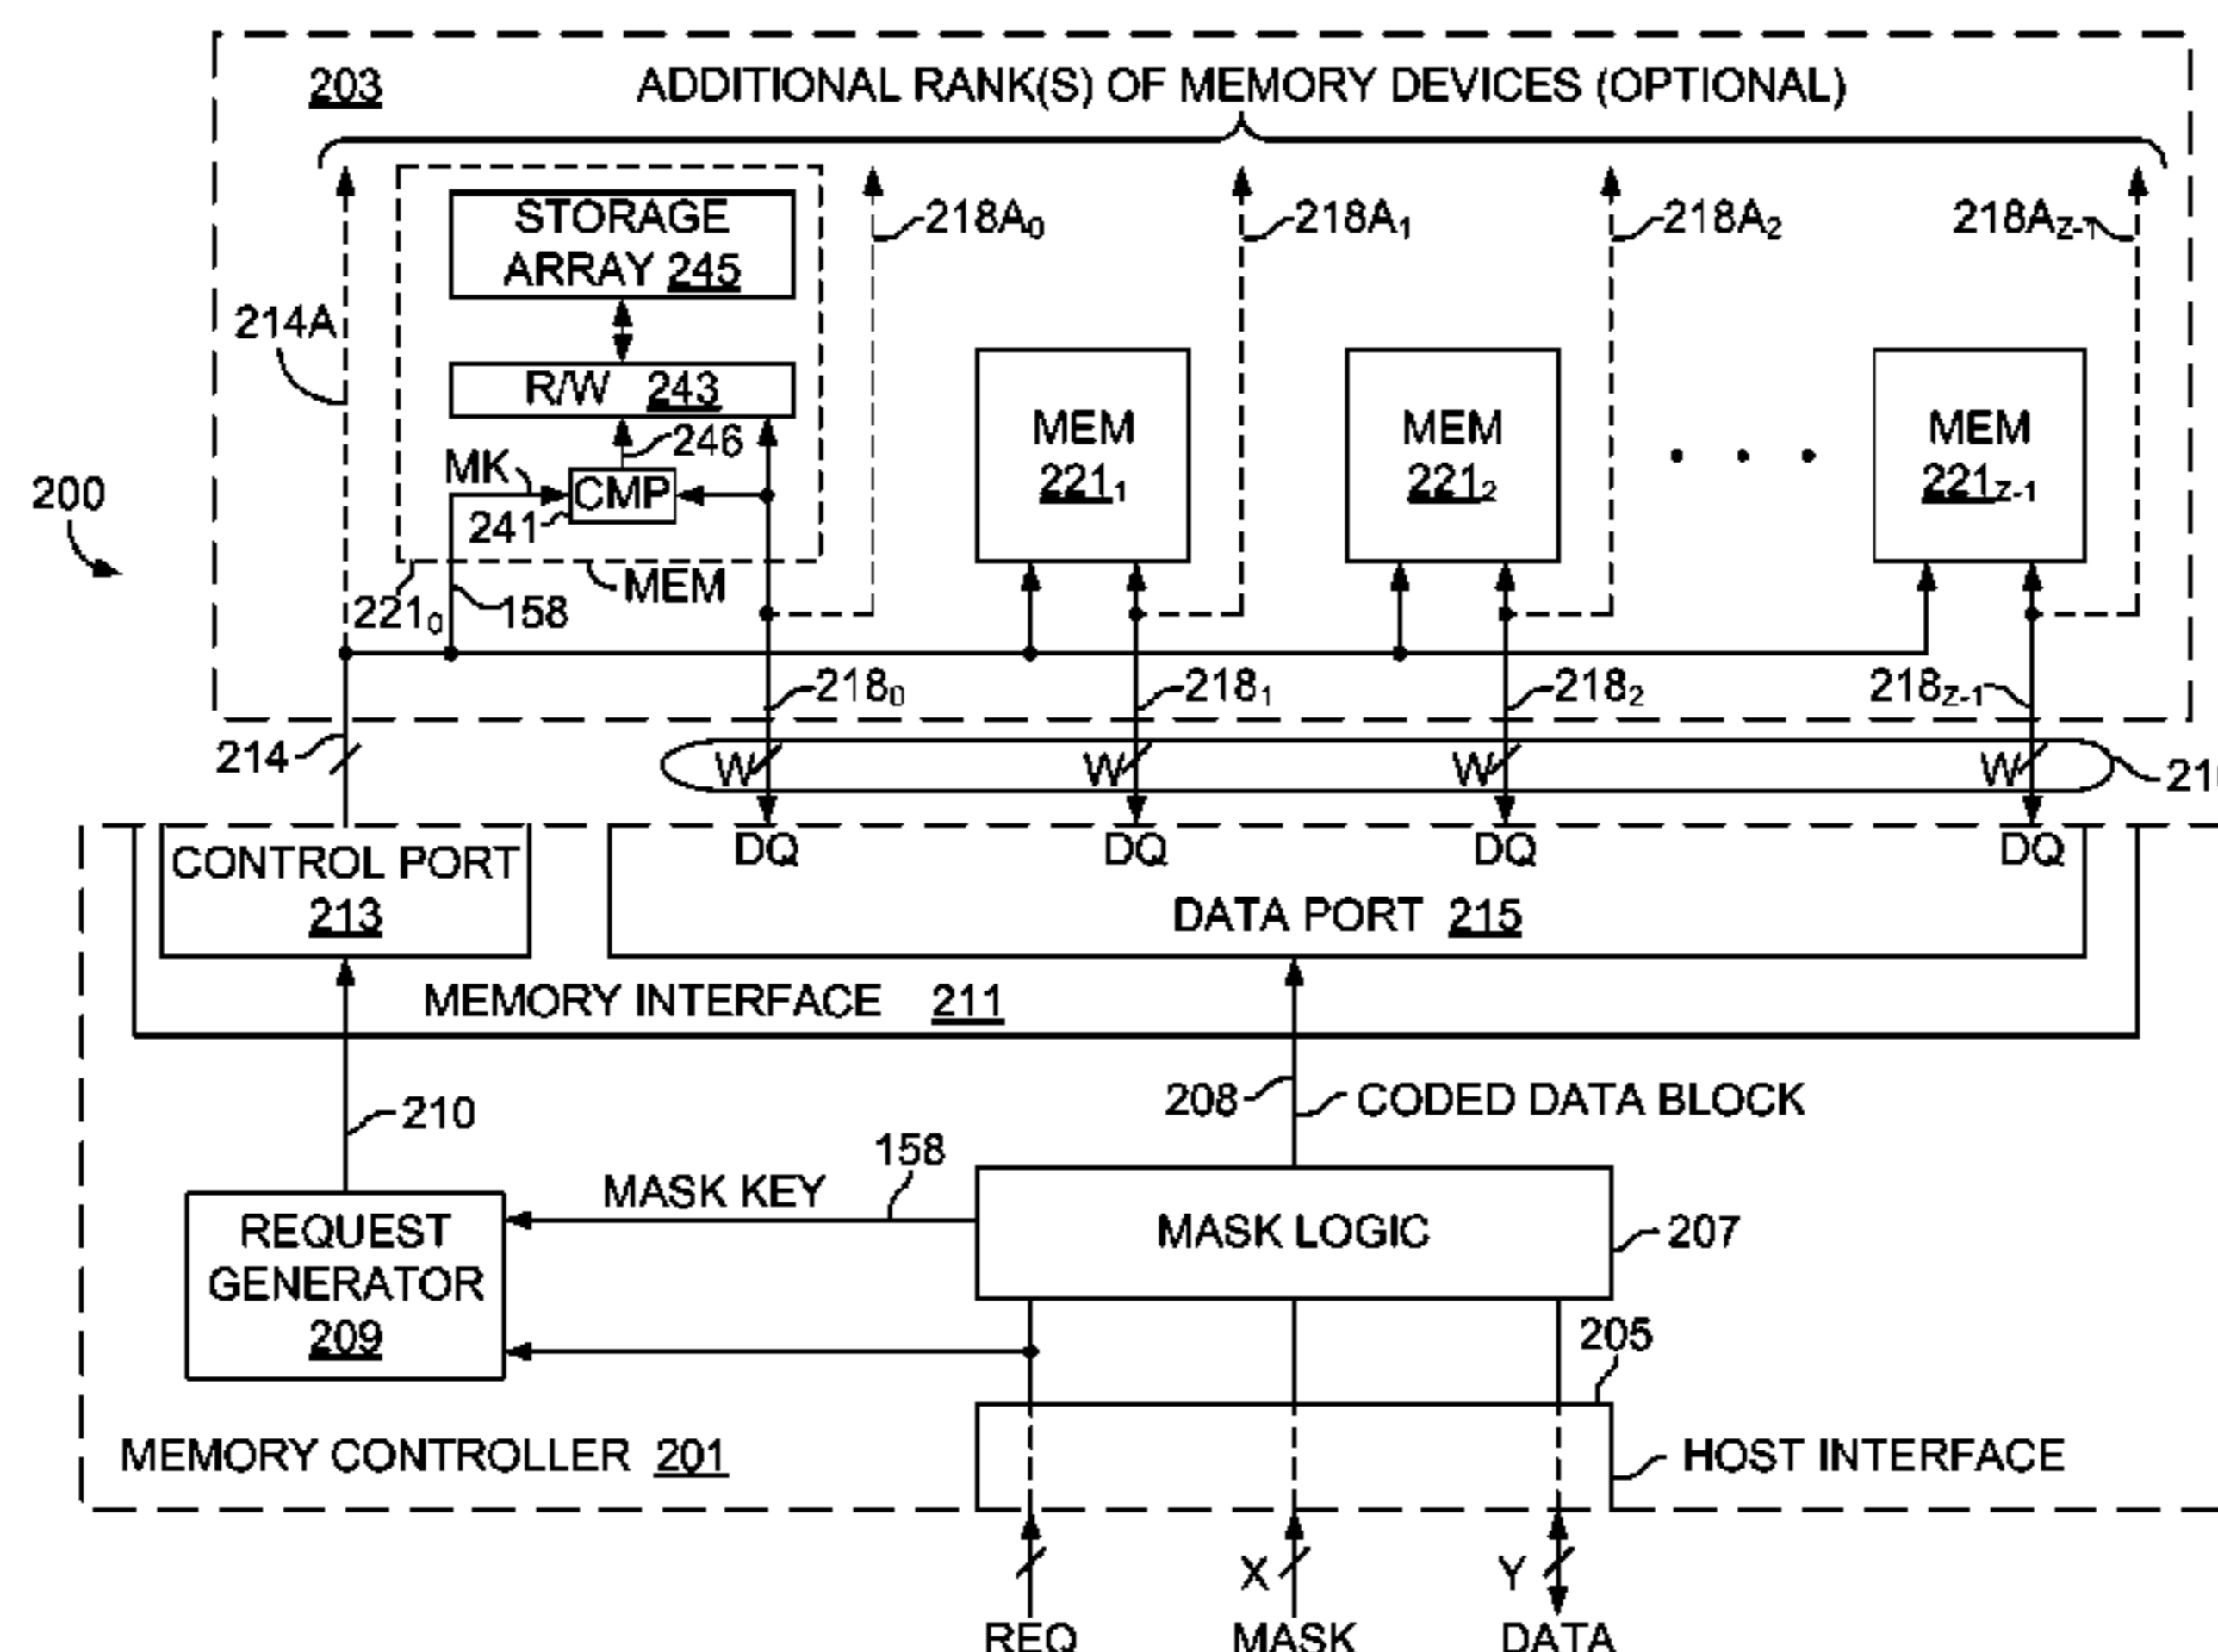 203
ADDITIONAL RANK(S) OF MEMORY DEVICES (OPTIONAL)
STORAGE
ARRAY 245
218A₀
218A₁
218A₂
218A_Z-1
214A
R/W 243
246
MK
CMP
241
MEM
221₁
MEM
221₂
MEM
221_Z-1
200
221₀
158
MEM
218₀
218₁
218₂
218_Z-1
214
W
W
W
W
CONTROL PORT
213
DQ
DQ
DQ
DQ
DATA PORT 215
MEMORY INTERFACE 211
210
208
CODED DATA BLOCK
158
MASK KEY
REQUEST
GENERATOR
209
MASK LOGIC
207
205
MEMORY CONTROLLER 201
HOST INTERFACE
X
Y
REQ
MASK
DATA